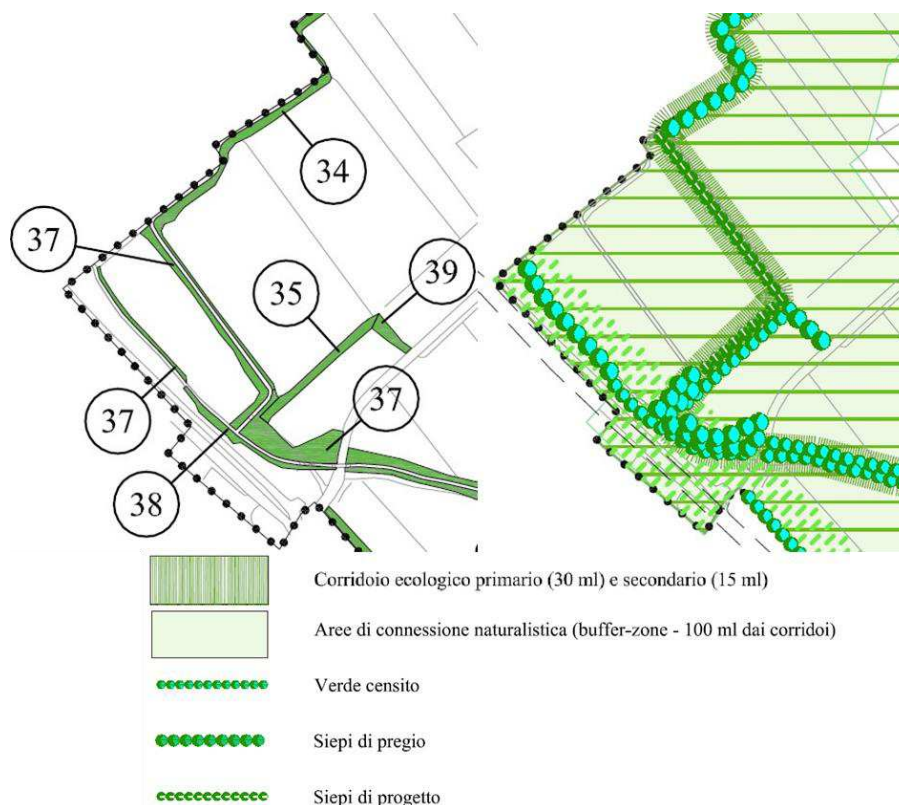 34
37
39
35
37
37
38
Corridoio ecologico primario (30 ml) e secondario (15 ml)
Aree di connessione naturalistica (buffer-zone - 100 ml dai corridoi)
Verde censito
Siepi di pregio
Siepi di progetto